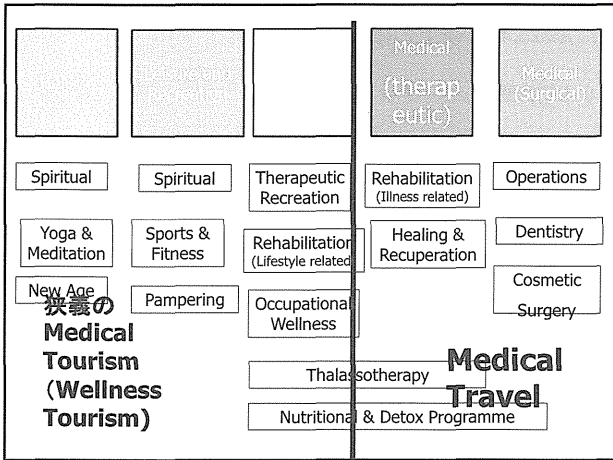 Medical
(therap
eutic)
Medical
(Surgical)
Spiritual
Spiritual
Therapeutic
Recreation
Rehabilitation
(Illness related)
Operations
Yoga &
Meditation
Sports &
Fitness
Rehabilitation
(Lifestyle related
Healing &
Recuperation
Dentistry
New Age
Pampering
Occupational
Wellness
Cosmetic
Surgery
狭義の
Medical
Tourism
(Wellness
Tourism)
Thalassotherapy
Nutritional & Detox Programme
Medical
Travel